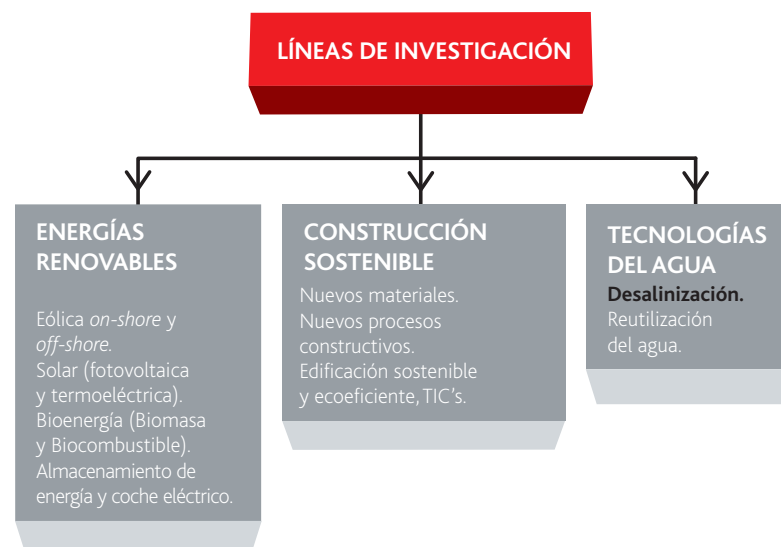 LÍNEAS DE INVESTIGACIÓN
ENERGÍAS
RENOVABLES
Eólica on-shore y
off-shore.
Solar (fotovoltaica
y termoeléctrica).
Bioenergía (Biomasa
y Biocombustible).
Almacenamiento de
energía y coche eléctrico.
CONSTRUCCIÓN
SOSTENIBLE
Nuevos materiales.
Nuevos procesos
constructivos.
Edificación sostenible
y ecoeficiente, TIC's.
TECNOLOGÍAS
DEL AGUA
Desalinización.
Reutilización
del agua.